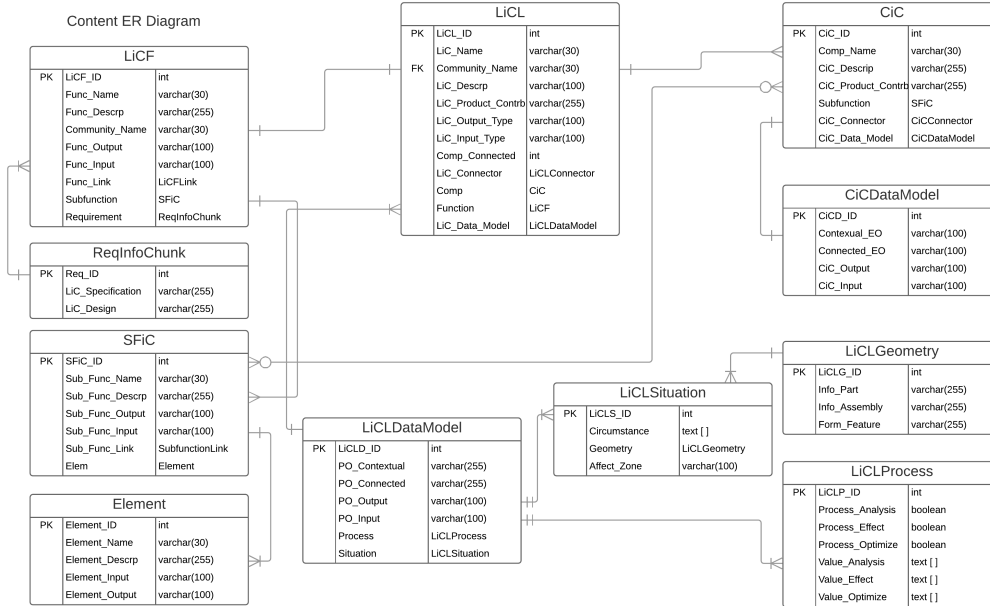 Content ER Diagram
LiCF
PK LiCF_ID int
Func_Name varchar(30)
Func_Descrp varchar(255)
Community_Name varchar(30)
Func_Output varchar(100)
Func_Input varchar(100)
Func_Link LiCFLink
Subfunction SFiC
Requirement ReqInfoChunk
ReqInfoChunk
PK Req_ID int
LiC_Specification varchar(255)
LiC_Design varchar(255)
SFiC
PK SFiC_ID int
Sub_Func_Name varchar(30)
Sub_Func_Descrp varchar(255)
Sub_Func_Output varchar(100)
Sub_Func_Input varchar(100)
Sub_Func_Link SubfunctionLink
Elem Element
Element
PK Element_ID int
Element_Name varchar(30)
Element_Descrp varchar(255)
Element_Input varchar(100)
Element_Output varchar(100)
LiCL
PK LiCL_ID int
LiC_Name varchar(30)
FK Community_Name varchar(30)
LiC_Descrp varchar(100)
LiC_Product_Contrb varchar(255)
LiC_Output_Type varchar(100)
LiC_Input_Type varchar(100)
Comp_Connected int
LiC_Connector LiCLConnector
Comp CiC
Function LiCF
LiC_Data_Model LiCLDataModel
LiCLDataModel
PK LiCLD_ID int
PO_Contextual varchar(255)
PO_Connected varchar(255)
PO_Output varchar(100)
PO_Input varchar(100)
Process LiCLProcess
Situation LiCLSituation
LiCLSituation
PK LiCLS_ID int
Circumstance text [ ]
Geometry LiCLGeometry
Affect_Zone varchar(100)
CiC
PK CiC_ID int
Comp_Name varchar(30)
CiC_Descrip varchar(255)
CiC_Product_Contrb varchar(255)
Subfunction SFiC
CiC_Connector CiCConnector
CiC_Data_Model CiCDataModel
CiCDataModel
PK CiCD_ID int
Contexual_EO varchar(100)
Connected_EO varchar(100)
CiC_Output varchar(100)
CiC_Input varchar(100)
LiCLGeometry
PK LiCLG_ID int
Info_Part varchar(255)
Info_Assembly varchar(255)
Form_Feature varchar(255)
LiCLProcess
PK LiCLP_ID int
Process_Analysis boolean
Process_Effect boolean
Process_Optimize boolean
Value_Analysis text [ ]
Value_Effect text [ ]
Value_Optimize text [ ]